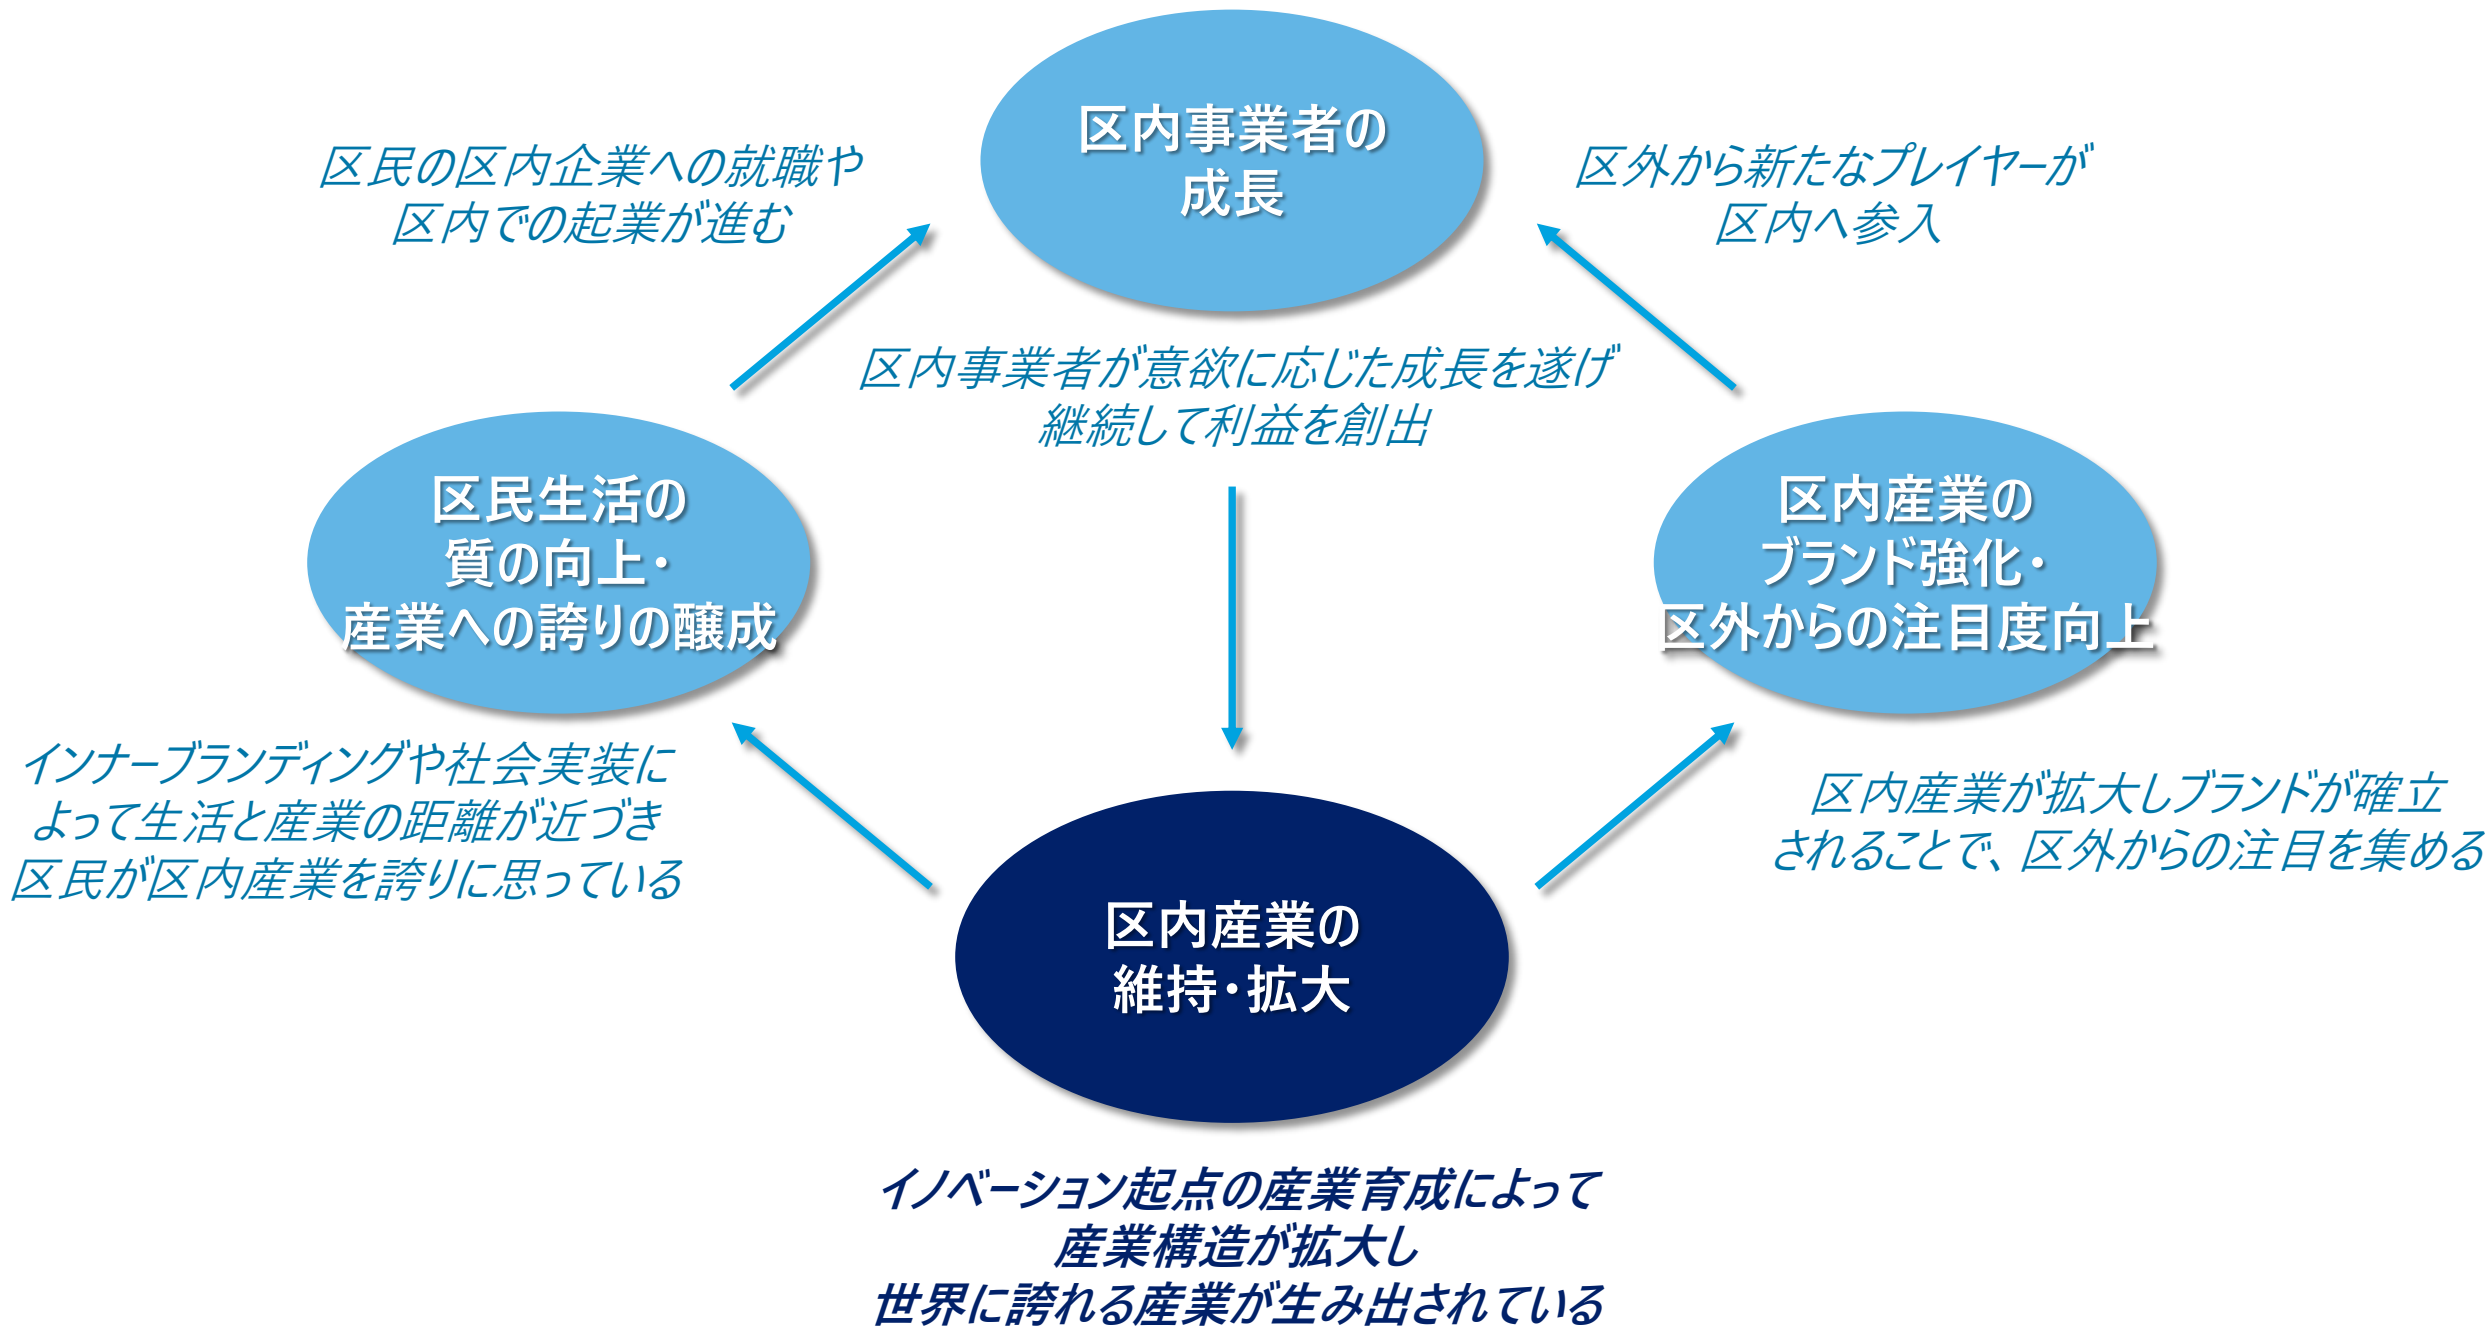 区内事業者の
成長
区民の区内企業への就職や
区内での起業が進む
区外から新たなプレイヤーが
区内へ参入
区内事業者が意欲に応じた成長を遂げ
継続して利益を創出
区民生活の
質の向上・
産業への誇りの醸成
区内産業の
ブランド強化・
区外からの注目度向上
インナーブランディングや社会実装に
よって生活と産業の距離が近づき
区民が区内産業を誇りに思っている
区内産業が拡大しブランドが確立
されることで、区外からの注目を集める
区内産業の
維持・拡大
イノベーション起点の産業育成によって
産業構造が拡大し
世界に誇れる産業が生み出されている